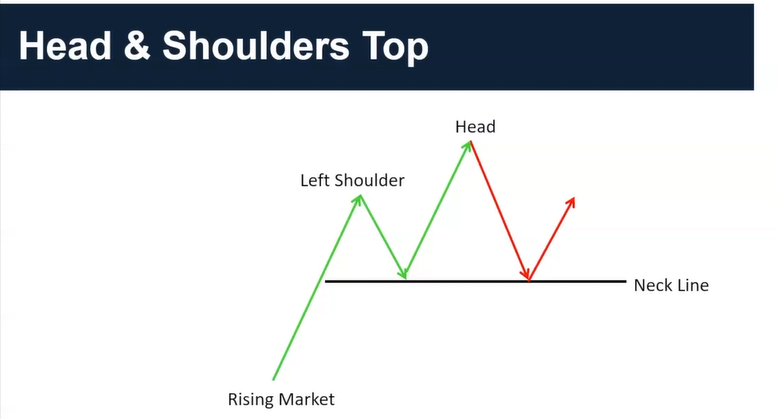 Head & Shoulders Top
Head
Left Shoulder
Neck Line
Rising Market